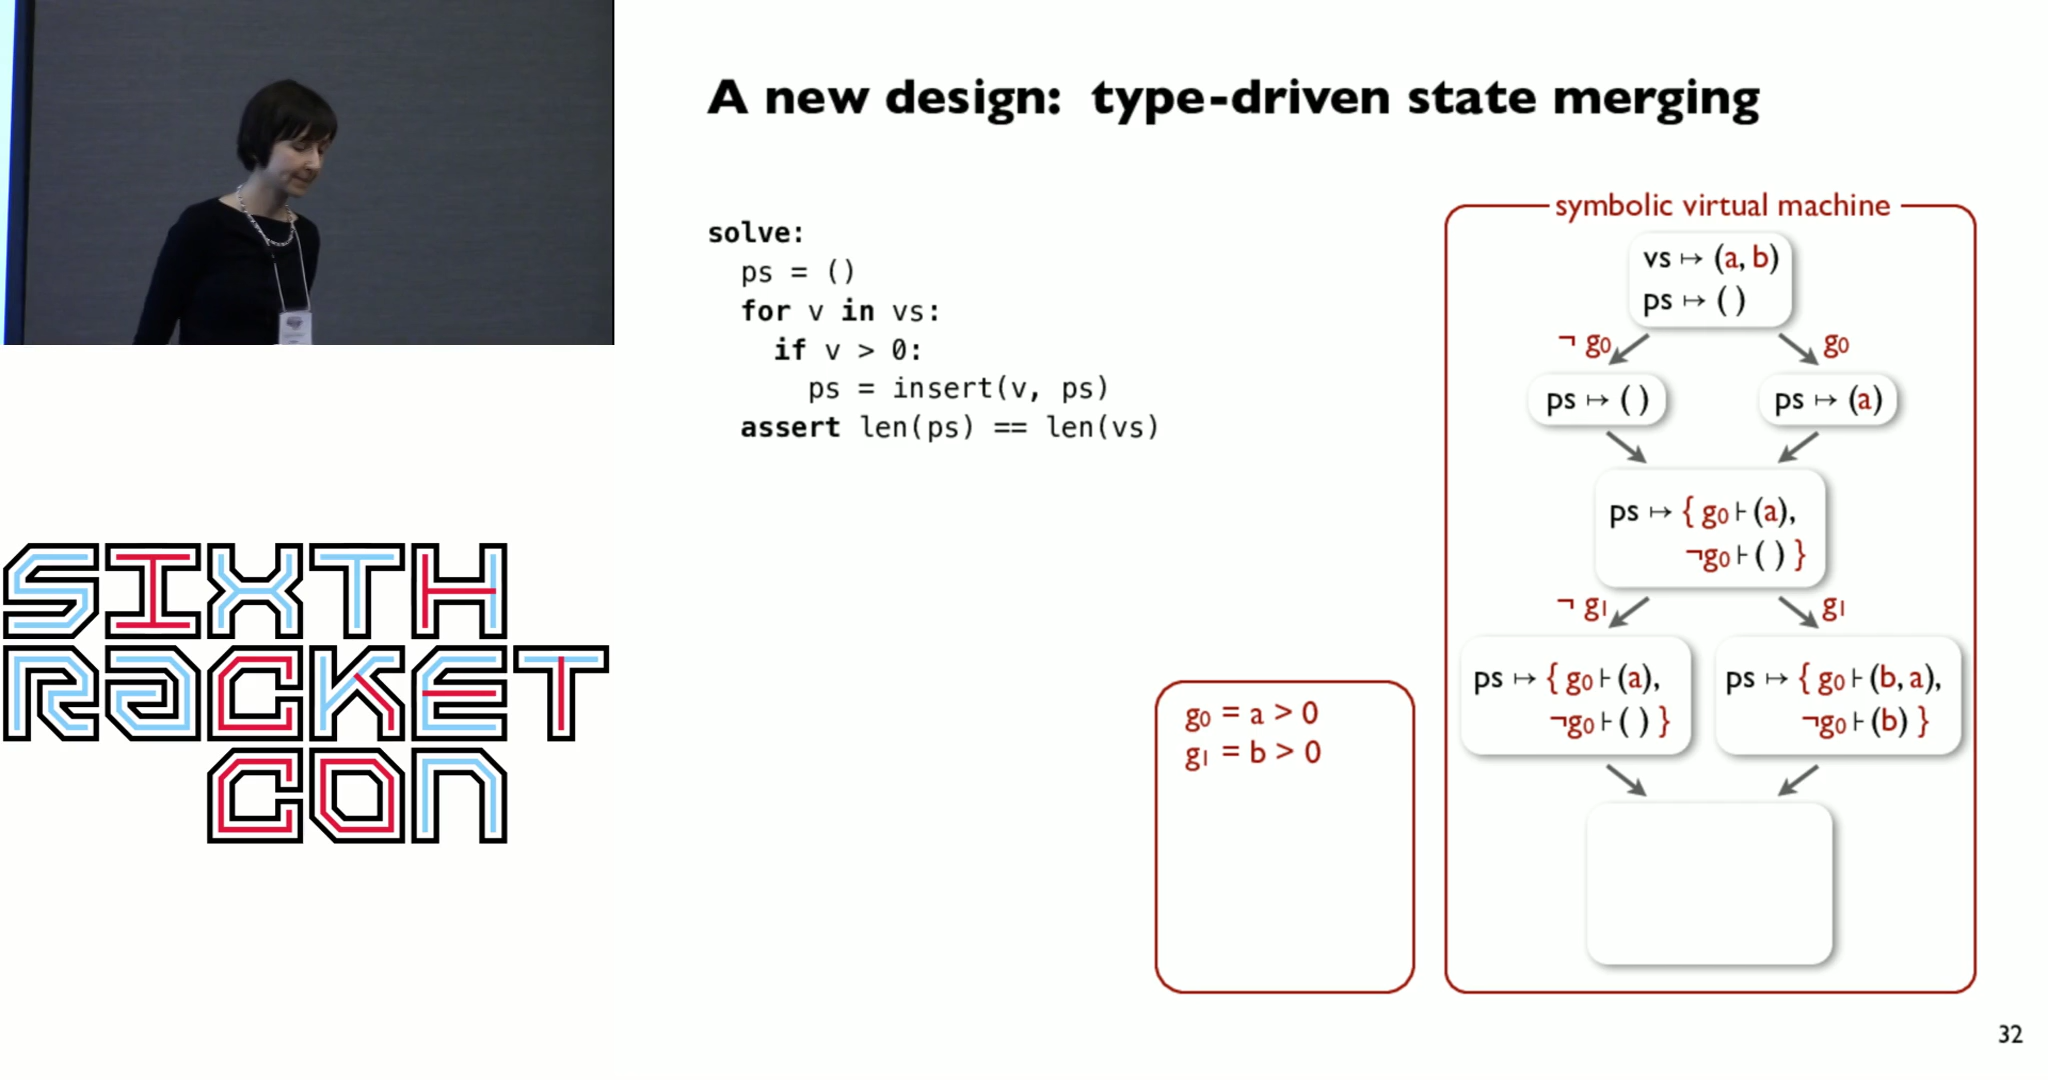 A new design: type-driven state merging
solve:
ps = ()
for v in vs:
if v > 0:
ps = insert(v, ps)
assert len(ps) == len(vs)
SIXTH
RACKET
CON
g₀ = a > 0
g₁ = b > 0
symbolic virtual machine
vs ↦ (a, b)
ps ↦ ( )
¬ g₀
g₀
ps ↦ ( )
ps ↦ (a)
ps ↦ { g₀ ⊦ (a),
¬g₀ ⊦ ( ) }
¬ g₁
g₁
ps ↦ { g₀ ⊦ (a),
¬g₀ ⊦ ( ) }
ps ↦ { g₀ ⊦ (b, a),
¬g₀ ⊦ (b) }
32